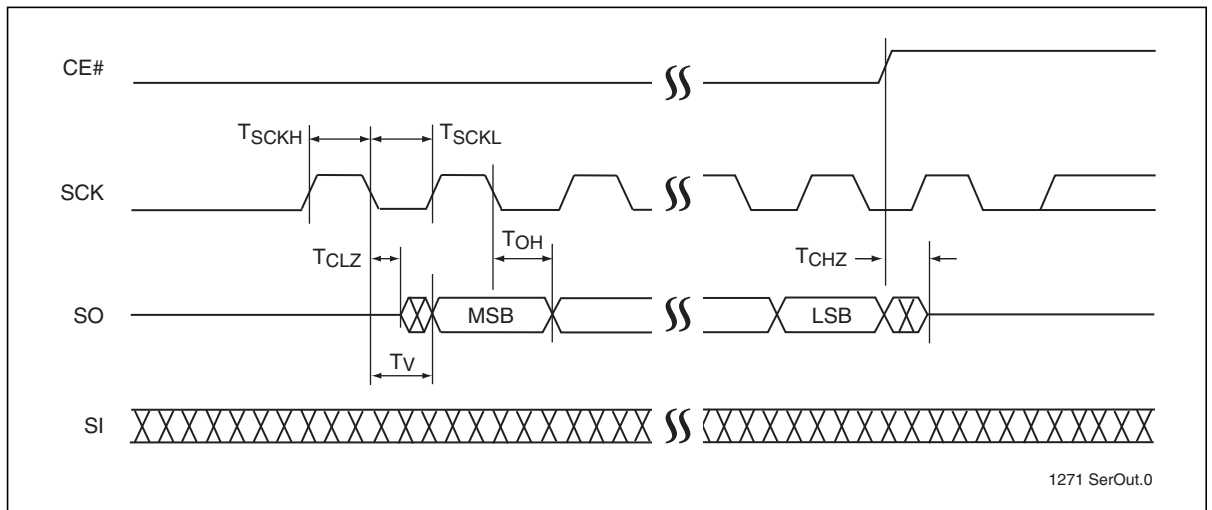 CE#
TSCKH
TSCKL
SCK
TCLZ
TOH
TCHZ
SO
MSB
LSB
TV
SI
1271 SerOut.0